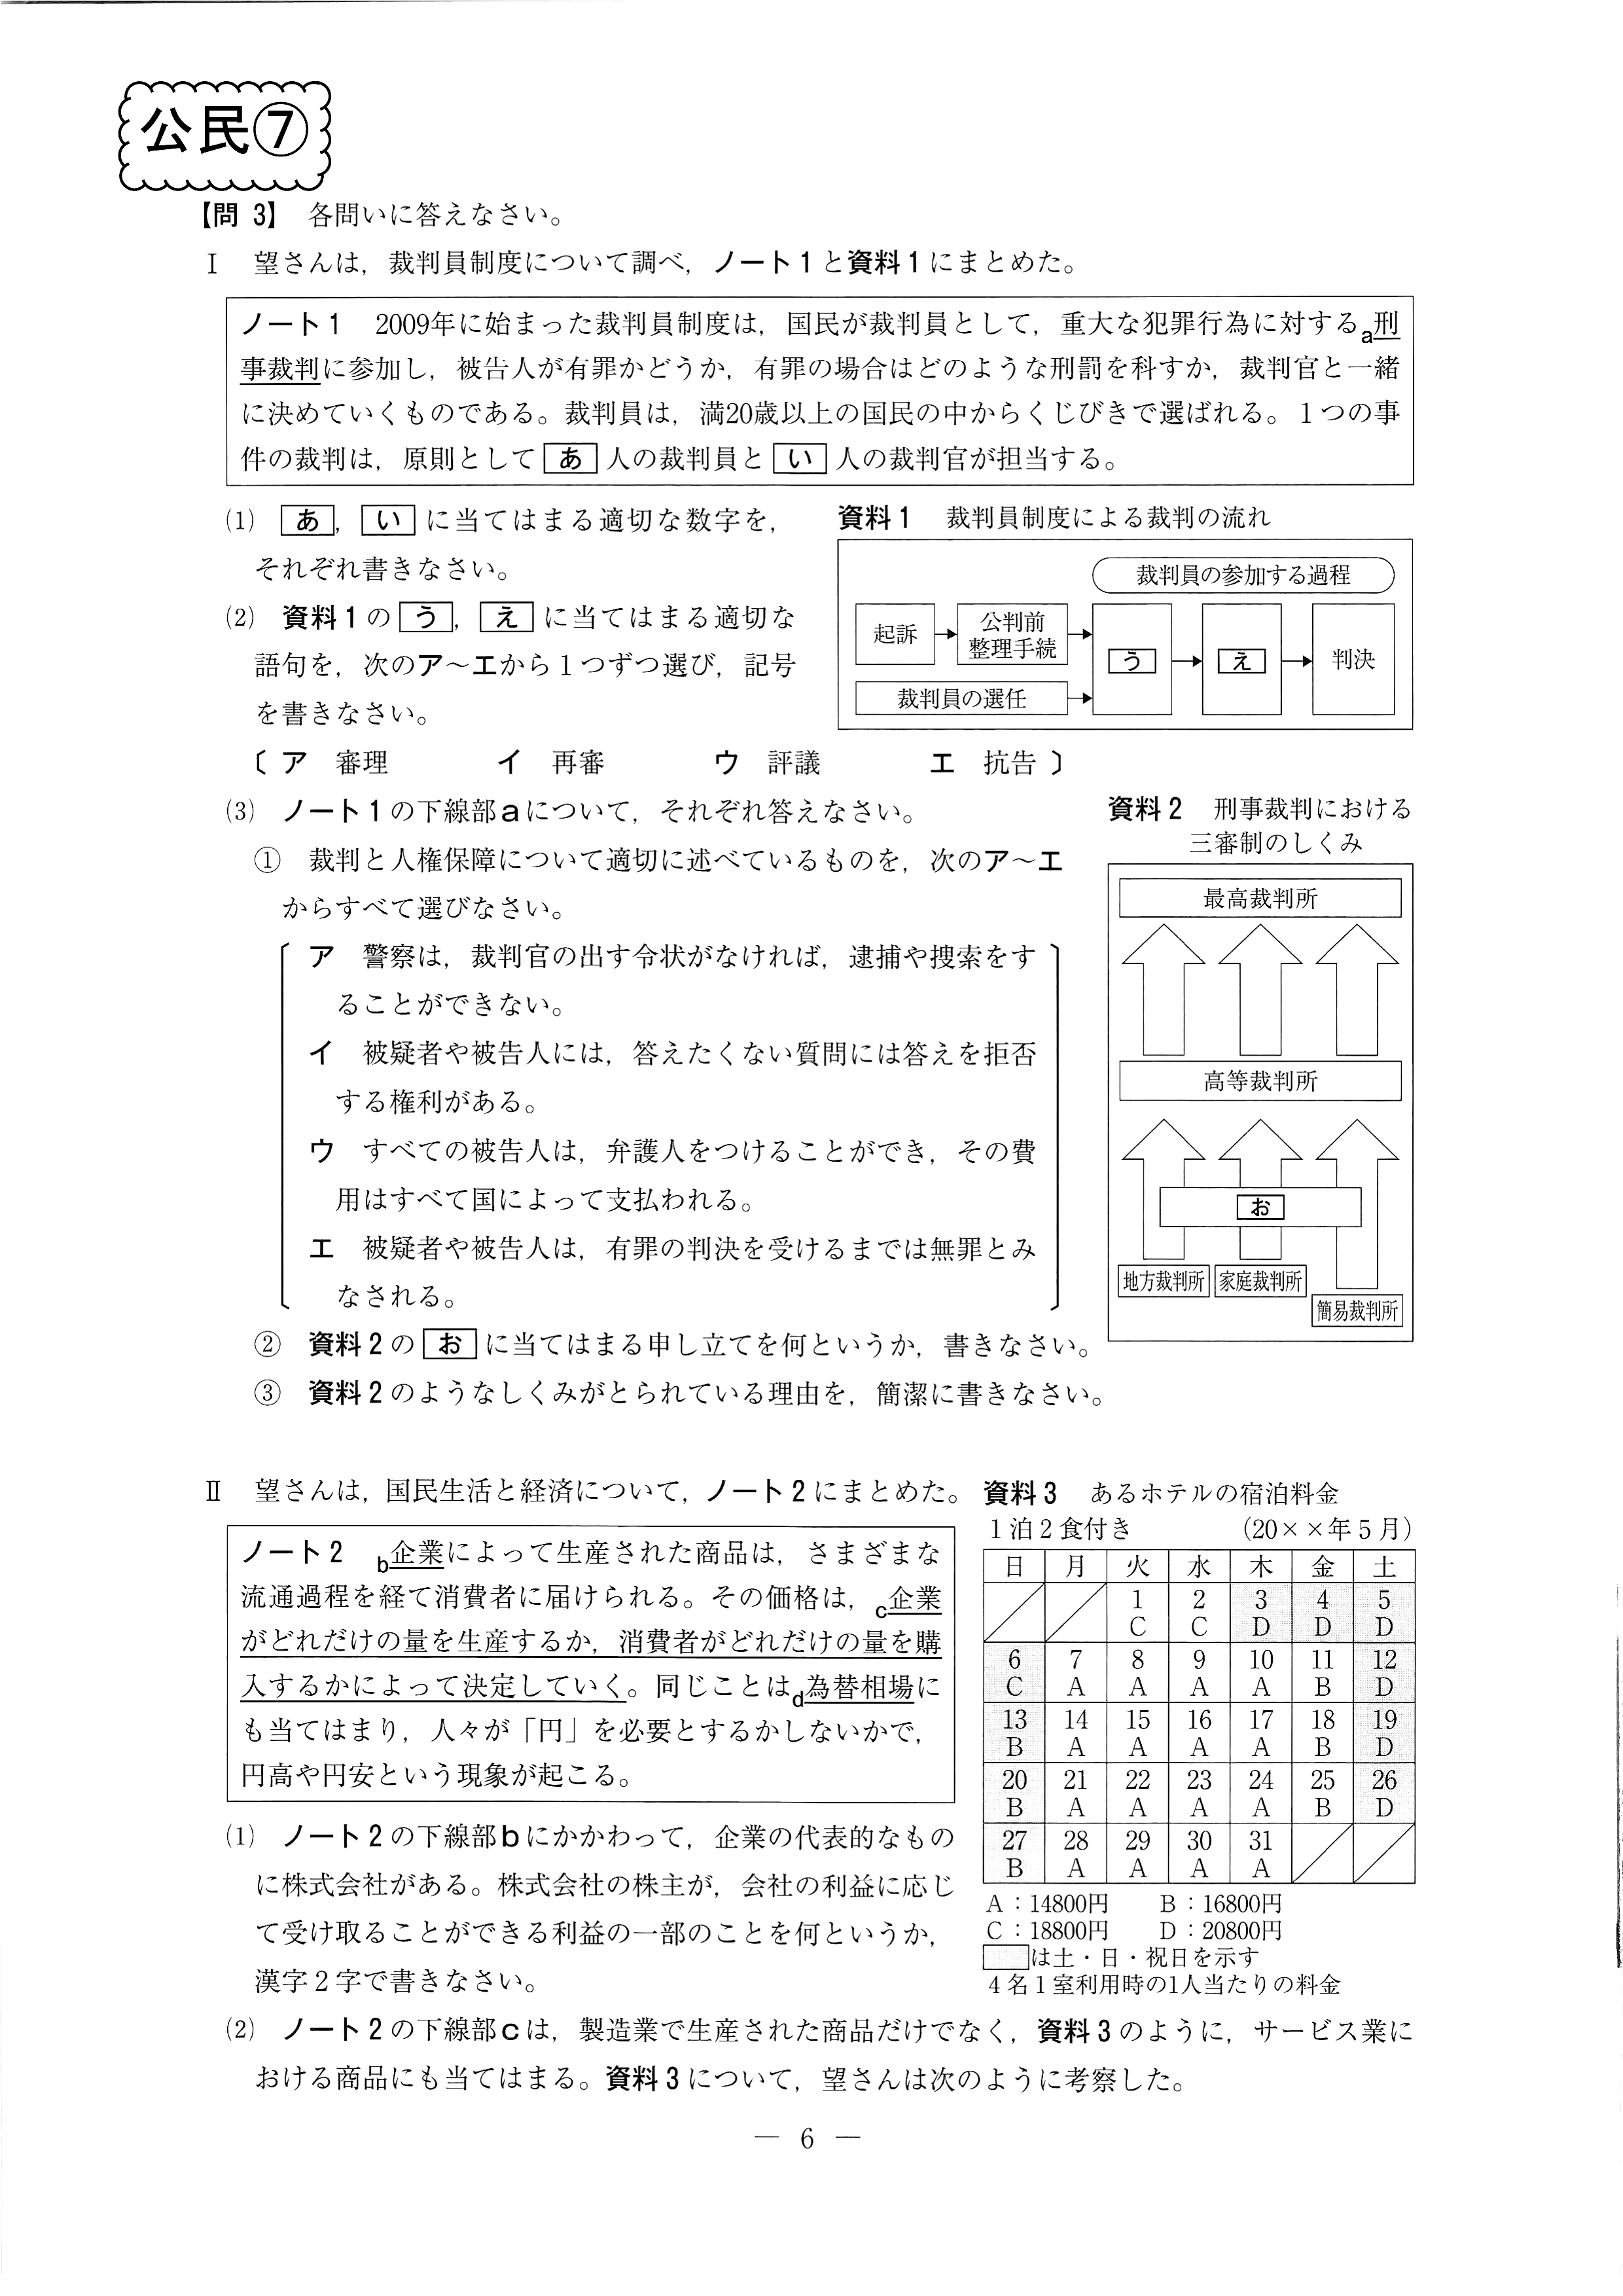 公民⑦
【問 3】 各問いに答えなさい。
Ⅰ 望さんは，裁判員制度について調べ，ノート1と資料1にまとめた。
ノート1 2009年に始まった裁判員制度は，国民が裁判員として，重大な犯罪行為に対するa刑
事裁判に参加し，被告人が有罪かどうか，有罪の場合はどのような刑罰を科すか，裁判官と一緒
に決めていくものである。裁判員は，満20歳以上の国民の中からくじびきで選ばれる。1つの事
件の裁判は，原則として あ 人の裁判員と い 人の裁判官が担当する。
(1) あ ， い に当てはまる適切な数字を，
それぞれ書きなさい。
(2) 資料1の う ， え に当てはまる適切な
語句を，次のア～エから1つずつ選び，記号
を書きなさい。
資料1 裁判員制度による裁判の流れ
裁判員の参加する過程
起訴
公判前
整理手続
裁判員の選任
う
え
判決
〔 ア 審理 イ 再審 ウ 評議 エ 抗告 〕
(3) ノート1の下線部aについて，それぞれ答えなさい。
① 裁判と人権保障について適切に述べているものを，次のア～エ
からすべて選びなさい。
ア 警察は，裁判官の出す令状がなければ，逮捕や捜索をす
ることができない。
イ 被疑者や被告人には，答えたくない質問には答えを拒否
する権利がある。
ウ すべての被告人は，弁護人をつけることができ，その費
用はすべて国によって支払われる。
エ 被疑者や被告人は，有罪の判決を受けるまでは無罪とみ
なされる。
② 資料2の お に当てはまる申し立てを何というか，書きなさい。
③ 資料2のようなしくみがとられている理由を，簡潔に書きなさい。
資料2 刑事裁判における
三審制のしくみ
最高裁判所
高等裁判所
お
地方裁判所 家庭裁判所
簡易裁判所
Ⅱ 望さんは，国民生活と経済について，ノート2にまとめた。
ノート2 b企業によって生産された商品は，さまざまな
流通過程を経て消費者に届けられる。その価格は，c企業
がどれだけの量を生産するか，消費者がどれだけの量を購
入するかによって決定していく。同じことはd為替相場に
も当てはまり，人々が「円」を必要とするかしないかで，
円高や円安という現象が起こる。
(1) ノート2の下線部bにかかわって，企業の代表的なもの
に株式会社がある。株式会社の株主が，会社の利益に応じ
て受け取ることができる利益の一部のことを何というか，
漢字2字で書きなさい。
資料3 あるホテルの宿泊料金
1泊2食付き （20××年5月）
日 月 火 水 木 金 土
1 2 3 4 5
C C D D D
6 7 8 9 10 11 12
C A A A A B D
13 14 15 16 17 18 19
B A A A A B D
20 21 22 23 24 25 26
B A A A A B D
27 28 29 30 31
B A A A A
A：14800円 B：16800円
C：18800円 D：20800円
は土・日・祝日を示す
4名1室利用時の1人当たりの料金
(2) ノート2の下線部cは，製造業で生産された商品だけでなく，資料3のように，サービス業に
おける商品にも当てはまる。資料3について，望さんは次のように考察した。
― 6 ―